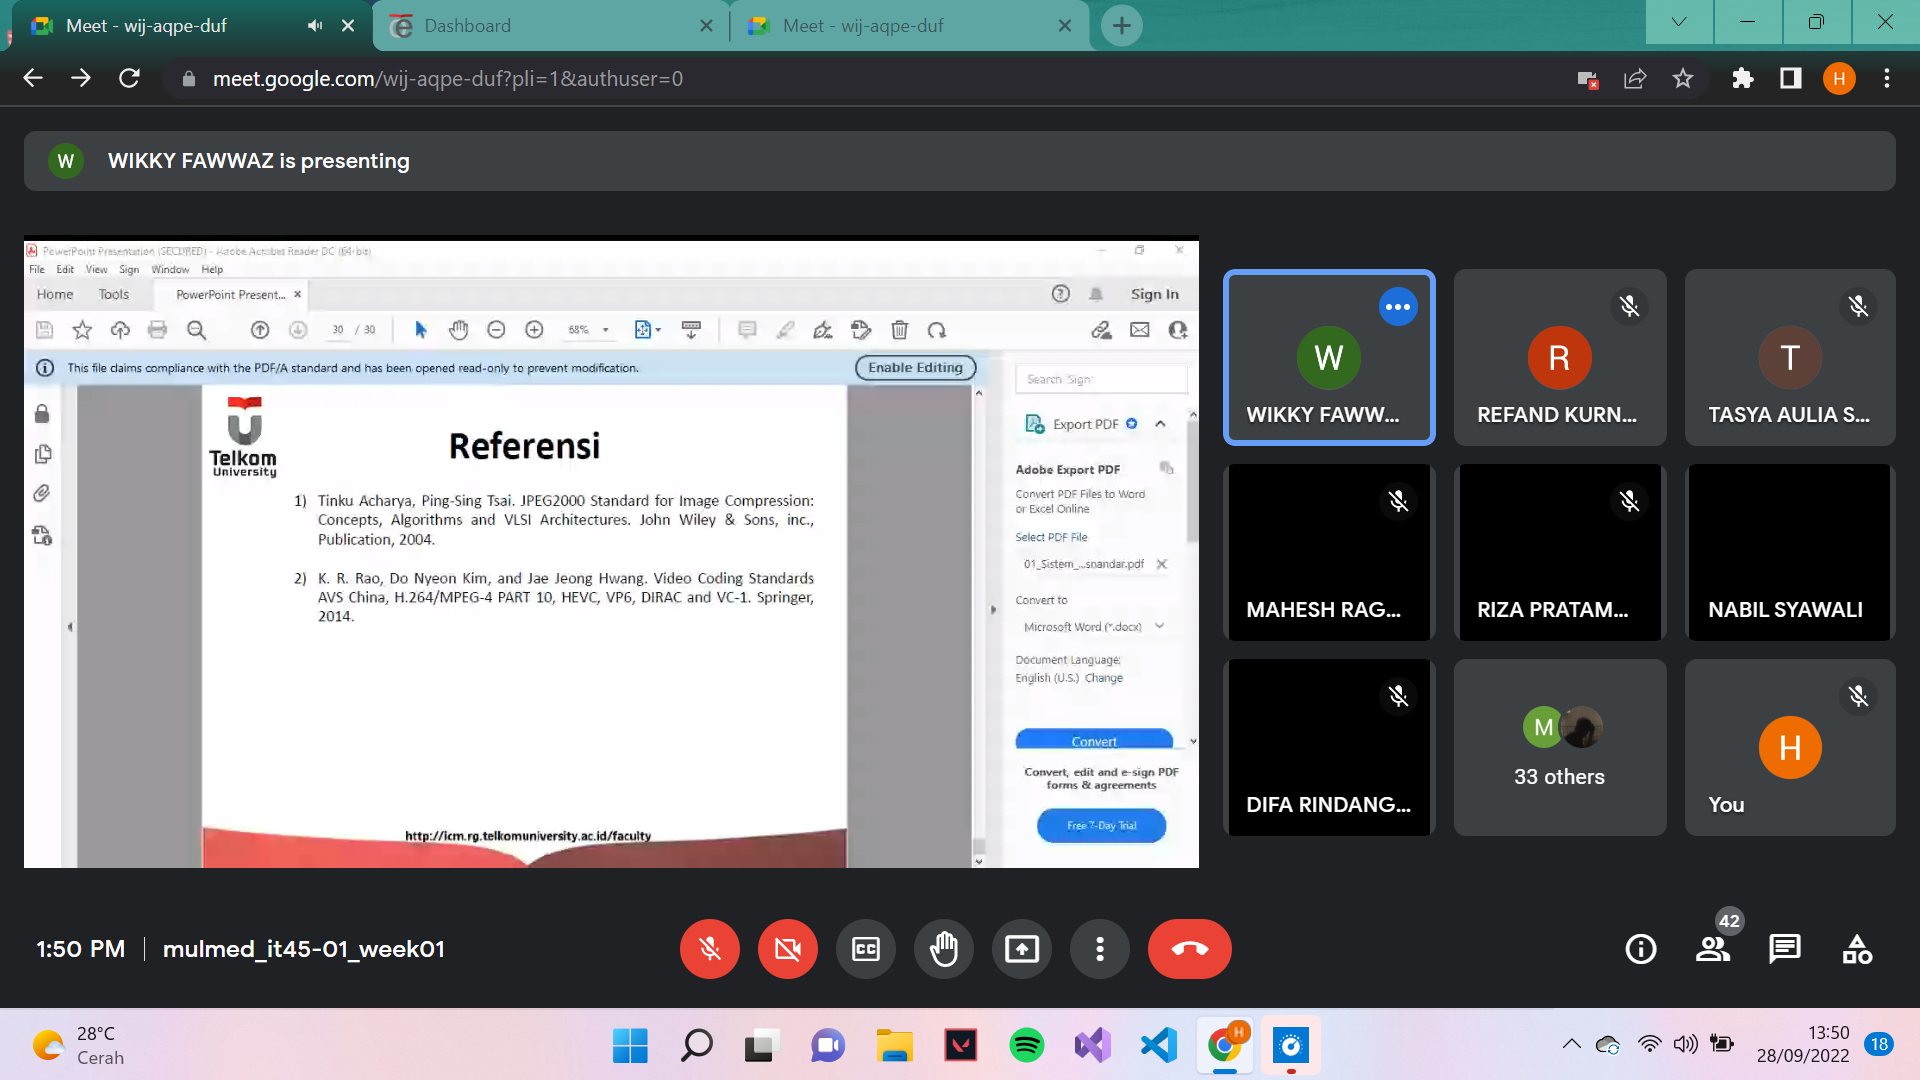 Meet - wij-aqpe-duf
Dashboard
Meet - wij-aqpe-duf
meet.google.com/wij-aqpe-duf?pli=1&authuser=0
H
W
WIKKY FAWWAZ is presenting
PowerPoint Presentation (SECURED) - Adobe Acrobat Reader DC (64-bit)
File Edit View Sign Window Help
Home Tools PowerPoint Present... Sign In
30 / 30
68%
This file claims compliance with the PDF/A standard and has been opened read-only to prevent modification.
Enable Editing
Telkom
University
Referensi
1) Tinku Acharya, Ping-Sing Tsai. JPEG2000 Standard for Image Compression:
Concepts, Algorithms and VLSI Architectures. John Wiley & Sons, inc.,
Publication, 2004.
2) K. R. Rao, Do Nyeon Kim, and Jae Jeong Hwang. Video Coding Standards
AVS China, H.264/MPEG-4 PART 10, HEVC, VP6, DIRAC and VC-1. Springer,
2014.
http://icm.rg.telkomuniversity.ac.id/faculty
Search 'Sign'
Export PDF
Adobe Export PDF
Convert PDF Files to Word
or Excel Online
Select PDF File
01_Sistem_...snandar.pdf
Convert to
Microsoft Word (*.docx)
Document Language:
English (U.S.) Change
Convert
Convert, edit and e-sign PDF
forms & agreements
Free 7-Day Trial
W
WIKKY FAWW...
R
REFAND KURN...
T
TASYA AULIA S...
MAHESH RAG...
RIZA PRATAM...
NABIL SYAWALI
DIFA RINDANG...
M
33 others
H
You
1:50 PM
mulmed_it45-01_week01
CC
42
28°C
Cerah
H
13:50
28/09/2022
18